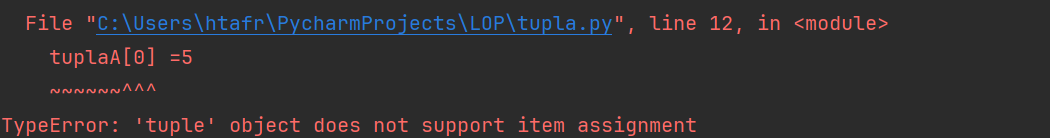 File "C:\Users\htafr\PycharmProjects\LOP\tupla.py", line 12, in <module>
tuplaA[0] =5
~~~~~~^^^
TypeError: 'tuple' object does not support item assignment